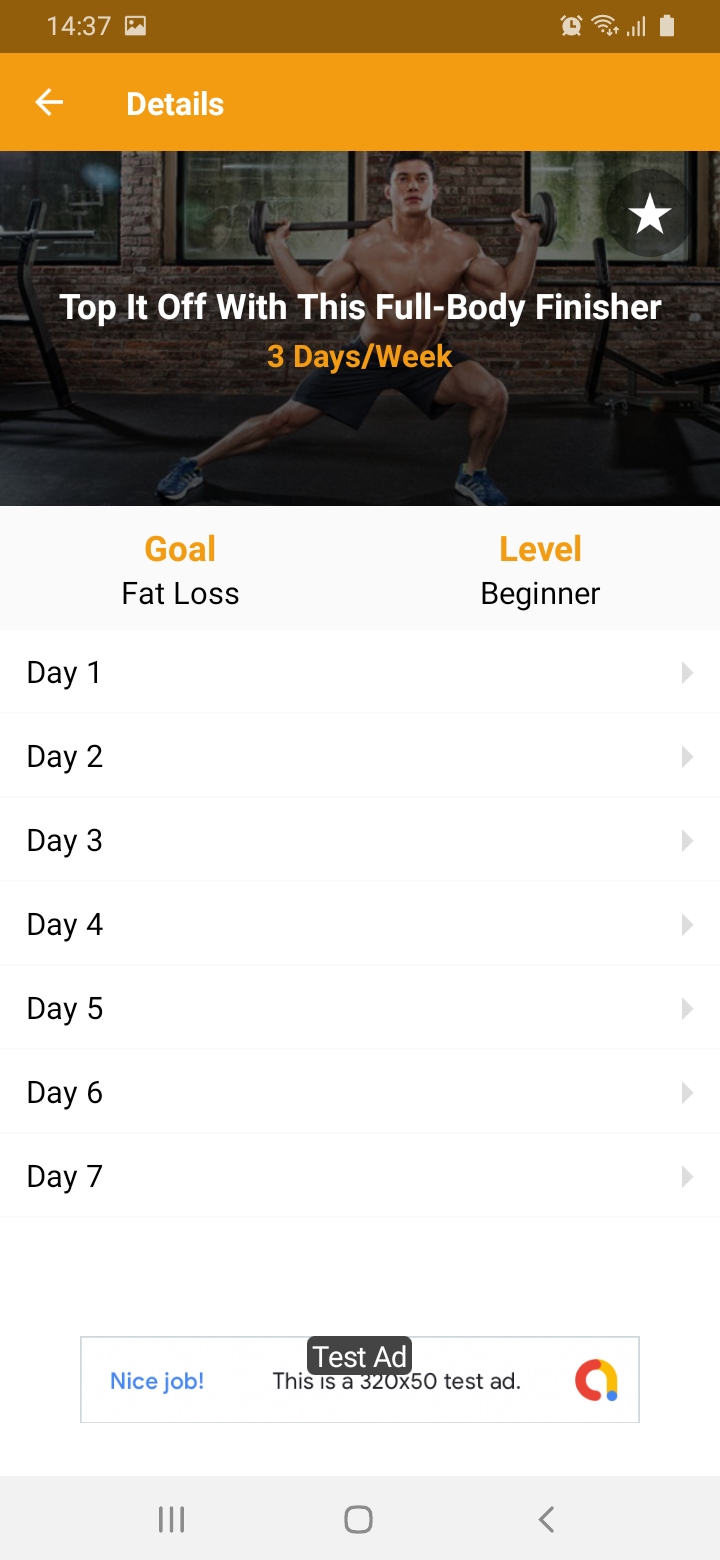 14:37
Details
Top It Off With This Full-Body Finisher
3 Days/Week
Goal
Level
Fat Loss
Beginner
Day 1
Day 2
Day 3
Day 4
Day 5
Day 6
Day 7
Test Ad
Nice job!
This is a 320x50 test ad.